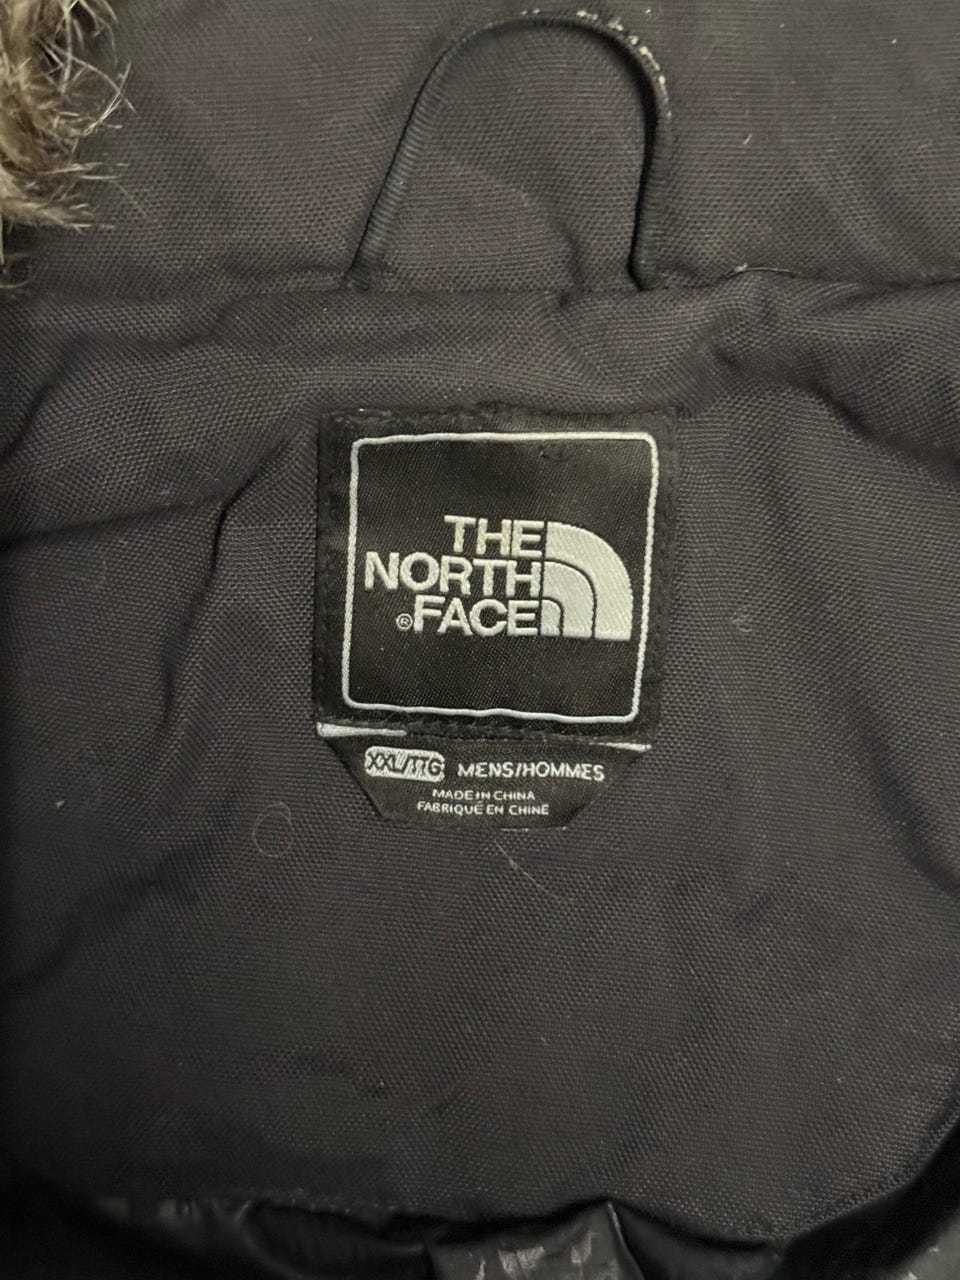 THE
NORTH
®FACE
XXL/TTG MENS/HOMMES
MADE IN CHINA
FABRIQUÉ EN CHINE